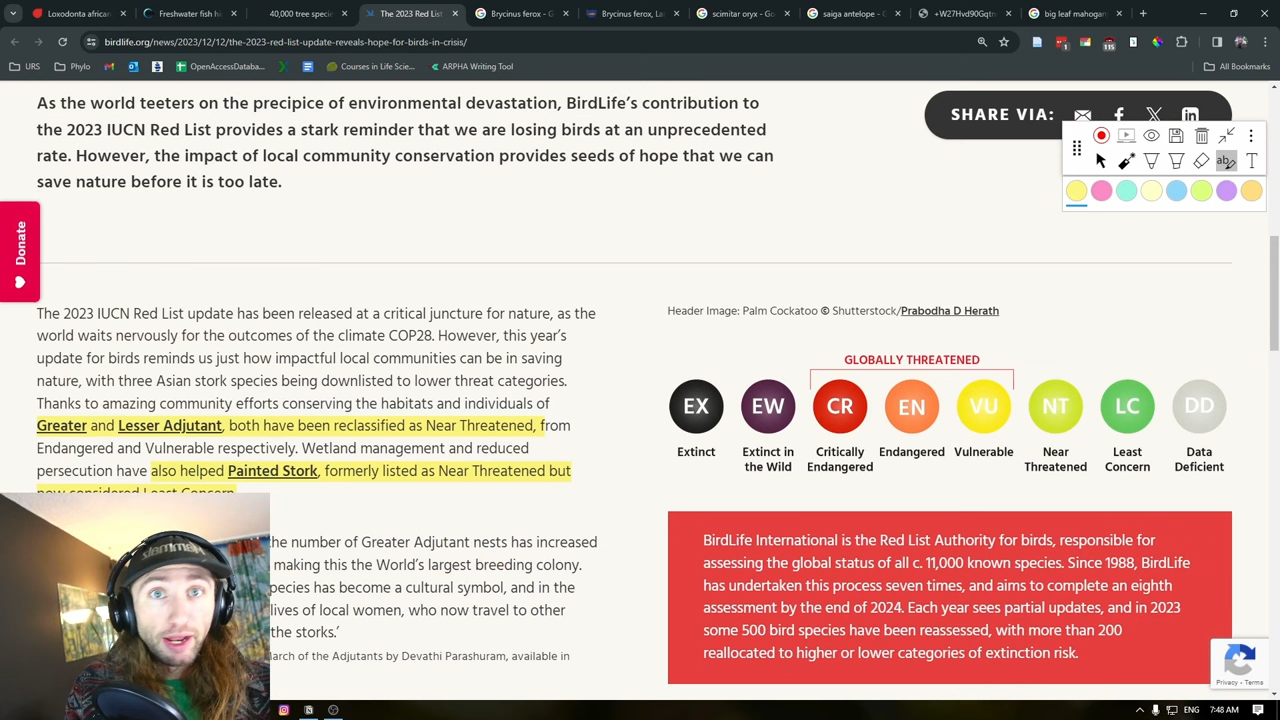 Loxodonta africana
Freshwater fish hi
40,000 tree species
The 2023 Red List
Brycinus ferox - G
Brycinus ferox, La
scimitar oryx - Go
saiga antelope - G
+W27Hvd90Gqtn
big leaf mahogan
birdlife.org/news/2023/12/12/the-2023-red-list-update-reveals-hope-for-birds-in-crisis/
1
115
URS
Phylo
OpenAccessDataba...
Courses in Life Scie...
ARPHA Writing Tool
All Bookmarks
As the world teeters on the precipice of environmental devastation, BirdLife's contribution to
the 2023 IUCN Red List provides a stark reminder that we are losing birds at an unprecedented
rate. However, the impact of local community conservation provides seeds of hope that we can
save nature before it is too late.
SHARE VIA:
ab
T
Donate
The 2023 IUCN Red List update has been released at a critical juncture for nature, as the
world waits nervously for the outcomes of the climate COP28. However, this year's
update for birds reminds us just how impactful local communities can be in saving
nature, with three Asian stork species being downlisted to lower threat categories.
Thanks to amazing community efforts conserving the habitats and individuals of
Greater and Lesser Adjutant, both have been reclassified as Near Threatened, from
Endangered and Vulnerable respectively. Wetland management and reduced
persecution have also helped Painted Stork, formerly listed as Near Threatened but
now considered Least Concern.
he number of Greater Adjutant nests has increased
making this the World's largest breeding colony.
pecies has become a cultural symbol, and in the
lives of local women, who now travel to other
the storks.'
March of the Adjutants by Devathi Parashuram, available in
Header Image: Palm Cockatoo © Shutterstock/Prabodha D Herath
GLOBALLY THREATENED
EX EW CR EN VU NT LC DD
Extinct
Extinct in
the Wild
Critically
Endangered
Endangered
Vulnerable
Near
Threatened
Least
Concern
Data
Deficient
BirdLife International is the Red List Authority for birds, responsible for
assessing the global status of all c. 11,000 known species. Since 1988, BirdLife
has undertaken this process seven times, and aims to complete an eighth
assessment by the end of 2024. Each year sees partial updates, and in 2023
some 500 bird species have been reassessed, with more than 200
reallocated to higher or lower categories of extinction risk.
Privacy - Terms
7:48 AM